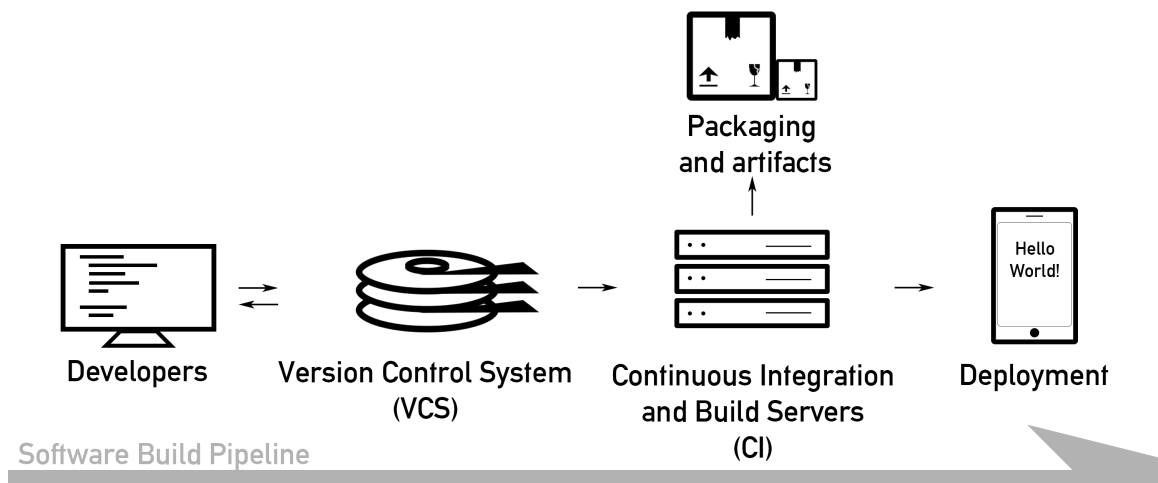 Packaging
and artifacts
Hello
World!
Developers
Version Control System
(VCS)
Continuous Integration
and Build Servers
(CI)
Deployment
Software Build Pipeline